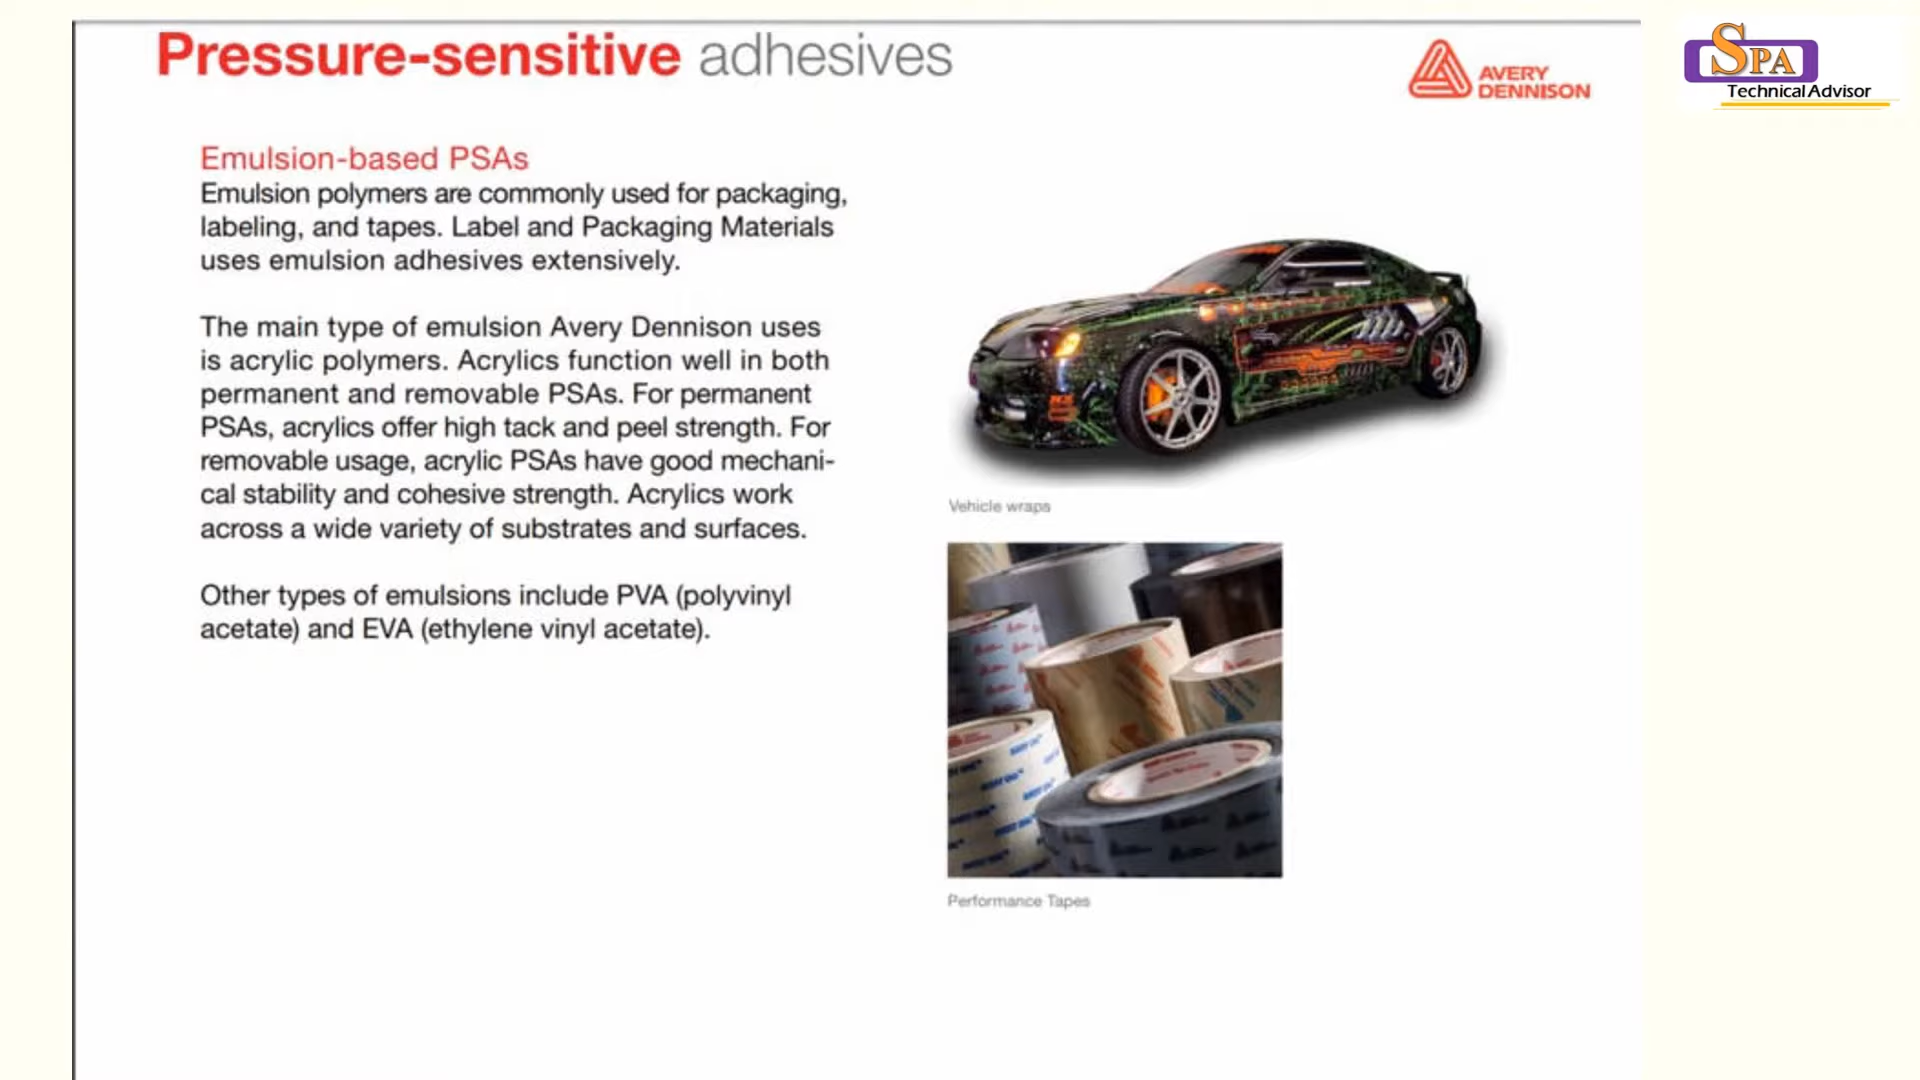 Pressure-sensitive adhesives
AVERY
DENNISON
SPA
Technical Advisor
Emulsion-based PSAs
Emulsion polymers are commonly used for packaging,
labeling, and tapes. Label and Packaging Materials
uses emulsion adhesives extensively.
The main type of emulsion Avery Dennison uses
is acrylic polymers. Acrylics function well in both
permanent and removable PSAs. For permanent
PSAs, acrylics offer high tack and peel strength. For
removable usage, acrylic PSAs have good mechani-
cal stability and cohesive strength. Acrylics work
across a wide variety of substrates and surfaces.
Other types of emulsions include PVA (polyvinyl
acetate) and EVA (ethylene vinyl acetate).
Vehicle wraps
Performance Tapes